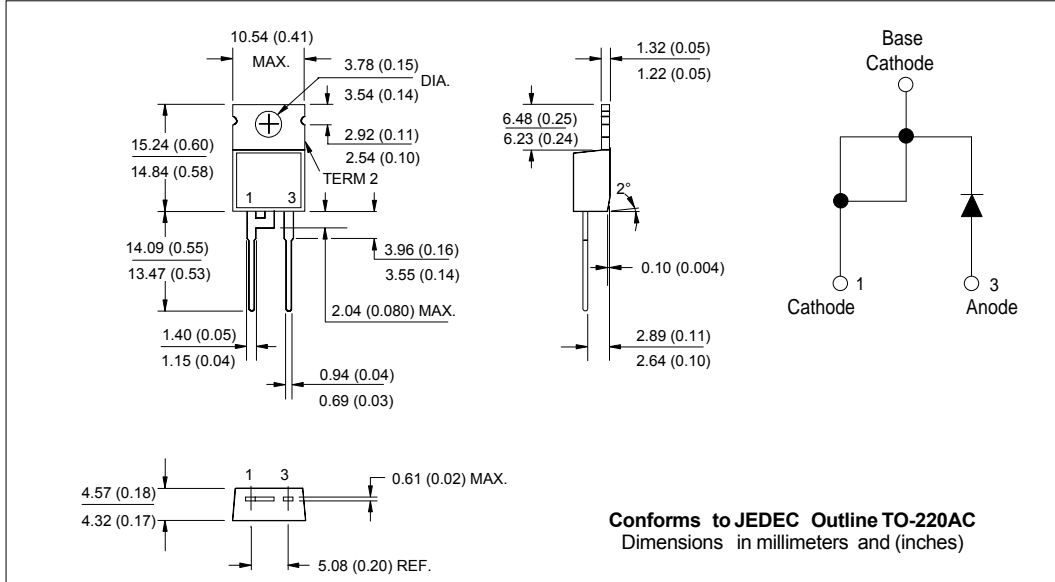 10.54 (0.41)
MAX.
3.78 (0.15)
3.54 (0.14)
DIA.
2.92 (0.11)
2.54 (0.10)
TERM 2
15.24 (0.60)
14.84 (0.58)
1 3
14.09 (0.55)
13.47 (0.53)
3.96 (0.16)
3.55 (0.14)
2.04 (0.080) MAX.
1.40 (0.05)
1.15 (0.04)
0.94 (0.04)
0.69 (0.03)
1.32 (0.05)
1.22 (0.05)
6.48 (0.25)
6.23 (0.24)
2°
0.10 (0.004)
2.89 (0.11)
2.64 (0.10)
Base
Cathode
1
Cathode
3
Anode
4.57 (0.18)
4.32 (0.17)
1 3
0.61 (0.02) MAX.
5.08 (0.20) REF.
Conforms to JEDEC Outline TO-220AC
Dimensions in millimeters and (inches)